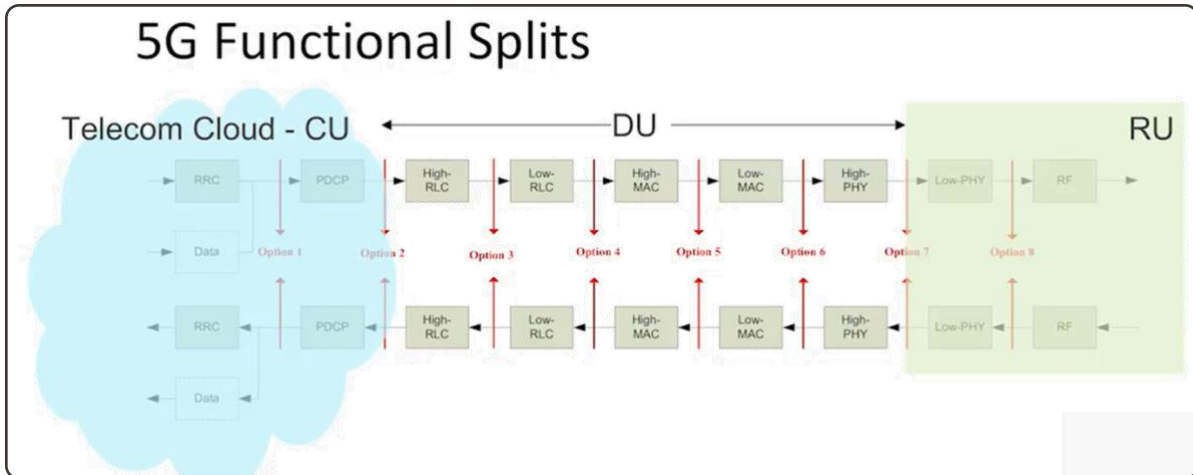 5G Functional Splits
Telecom Cloud - CU
DU
RU
RRC
PDCP
High-
RLC
Low-
RLC
High-
MAC
Low-
MAC
High-
PHY
Low-PHY
RF
Data
Option 1
Option 2
Option 3
Option 4
Option 5
Option 6
Option 7
Option 8
RRC
PDCP
High-
RLC
Low-
RLC
High-
MAC
Low-
MAC
High-
PHY
Low-PHY
RF
Data